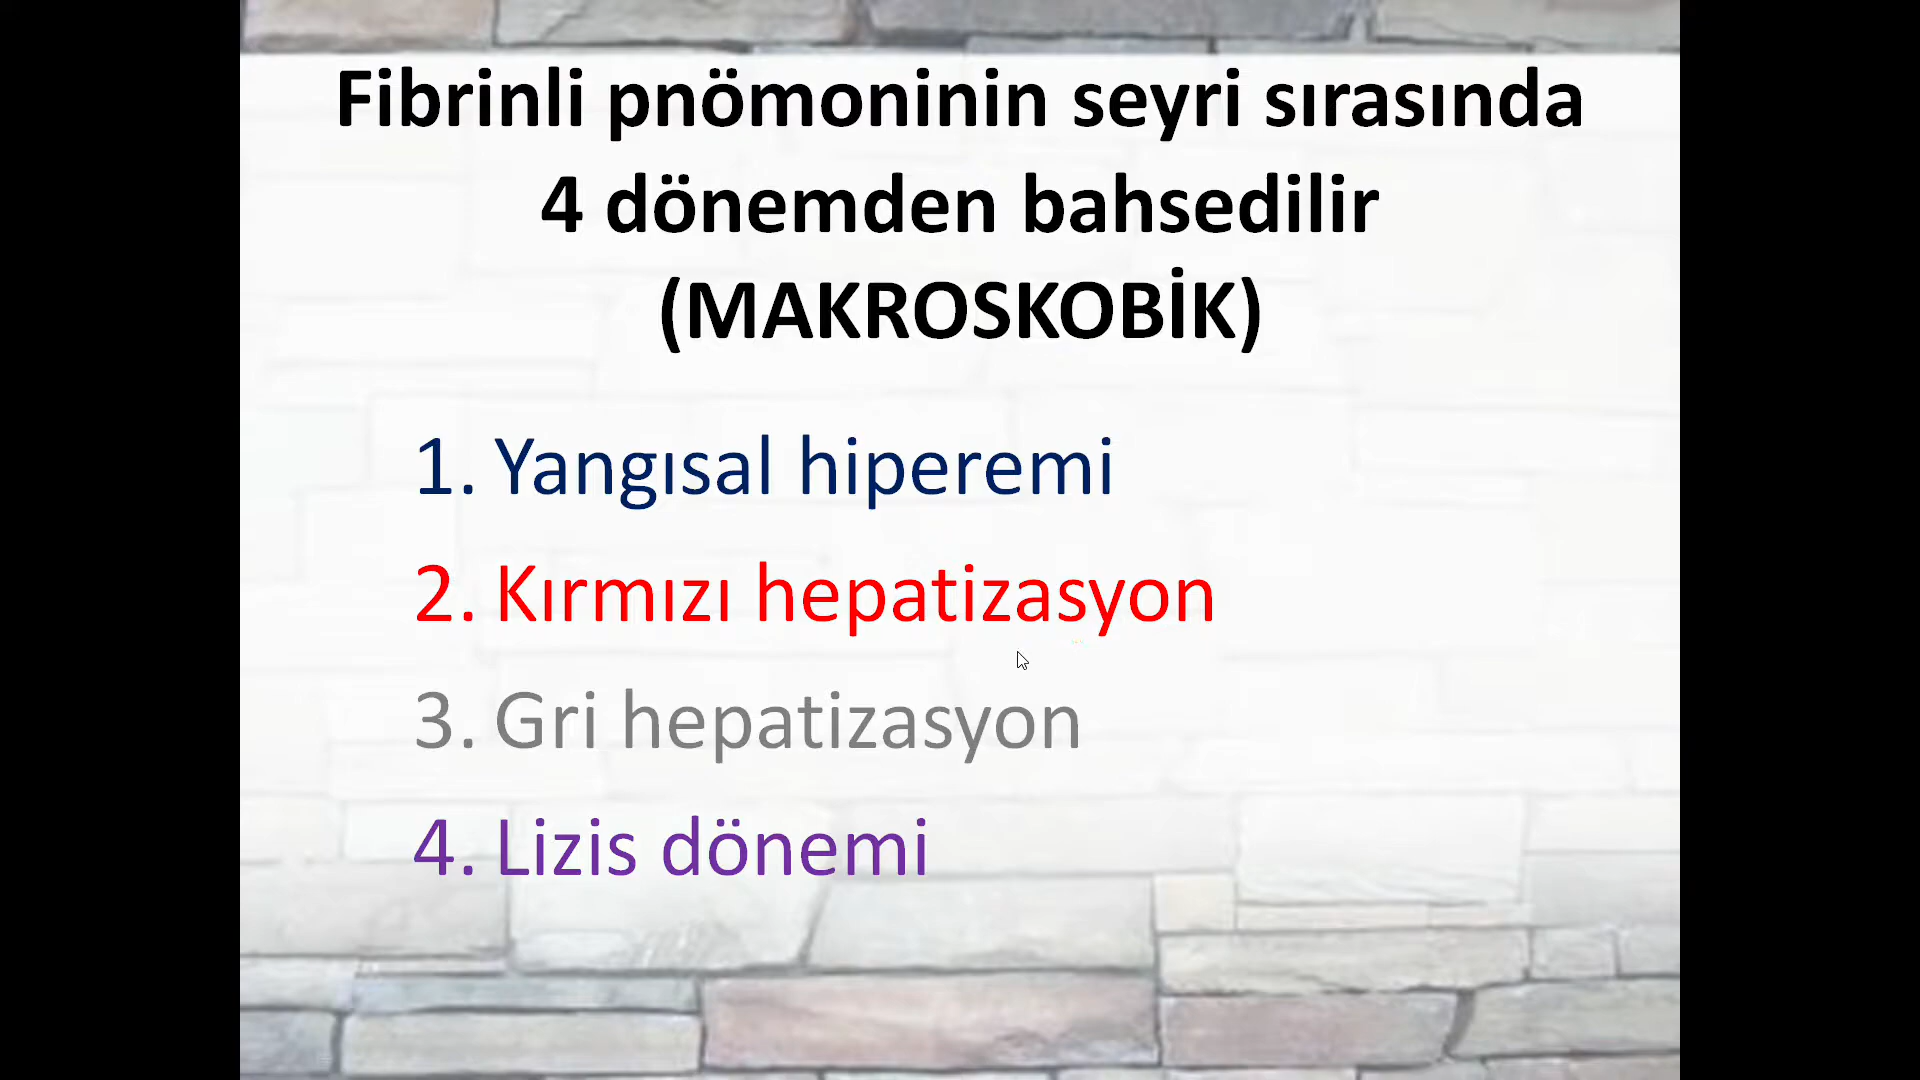 Fibrinli pnömoninin seyri sırasında
4 dönemden bahsedilir
(MAKROSKOBİK)
1. Yangısal hiperemi
2. Kırmızı hepatizasyon
3. Gri hepatizasyon
4. Lizis dönemi